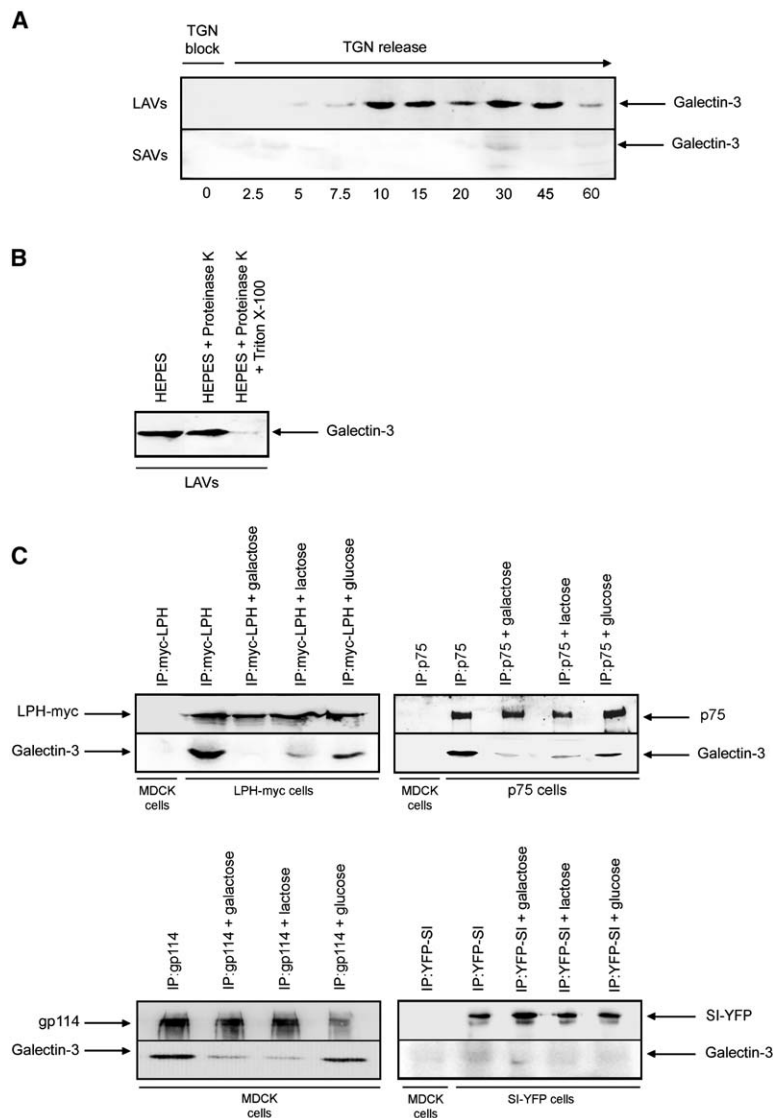 A
TGN
block
TGN release
LAVs
Galectin-3
SAVs
Galectin-3
0 2.5 5 7.5 10 15 20 30 45 60
B
HEPES
HEPES + Proteinase K
HEPES + Proteinase K
+ Triton X-100
Galectin-3
LAVs
C
IP:myc-LPH
IP:myc-LPH
IP:myc-LPH + galactose
IP:myc-LPH + lactose
IP:myc-LPH + glucose
LPH-myc
Galectin-3
MDCK
cells
LPH-myc cells
IP:p75
IP:p75
IP:p75 + galactose
IP:p75 + lactose
IP:p75 + glucose
p75
Galectin-3
MDCK
cells
p75 cells
IP:gp114
IP:gp114 + galactose
IP:gp114 + lactose
IP:gp114 + glucose
gp114
Galectin-3
MDCK
cells
IP:YFP-SI
IP:YFP-SI
IP:YFP-SI + galactose
IP:YFP-SI + lactose
IP:YFP-SI + glucose
SI-YFP
Galectin-3
MDCK
cells
SI-YFP cells